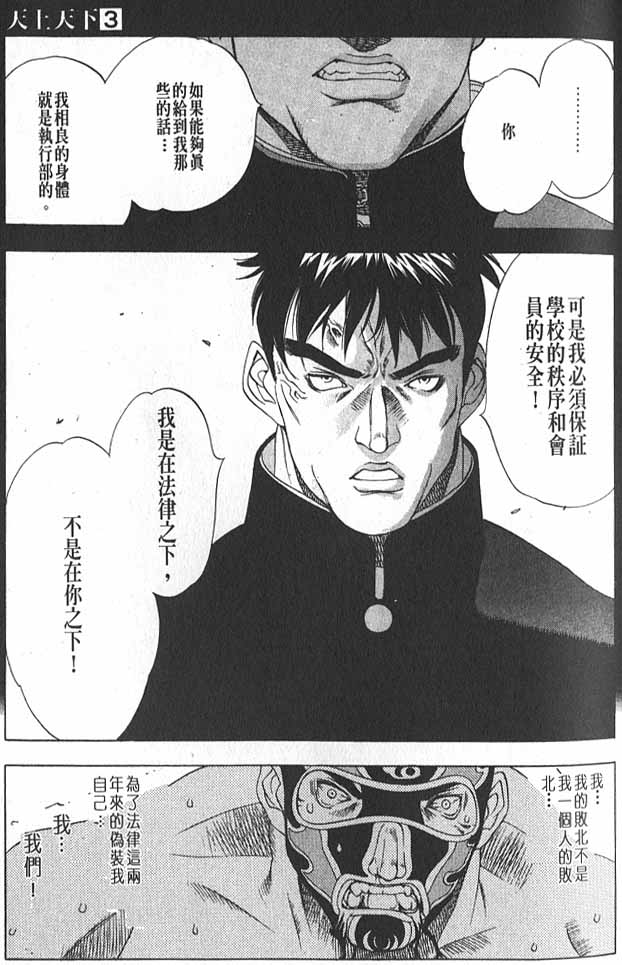 天上天下3
…………
你
如果能夠真
的給到我那
些的話…
我相良的身體
就是執行部的。
可是我必須保証
學校的秩序和會
員的安全！
我是在法律之下，
不是在你之下！
我…
我的敗北不是
我一個人的敗
北…
為了法律這兩
年來的偽裝我
自己…
我…
我們！